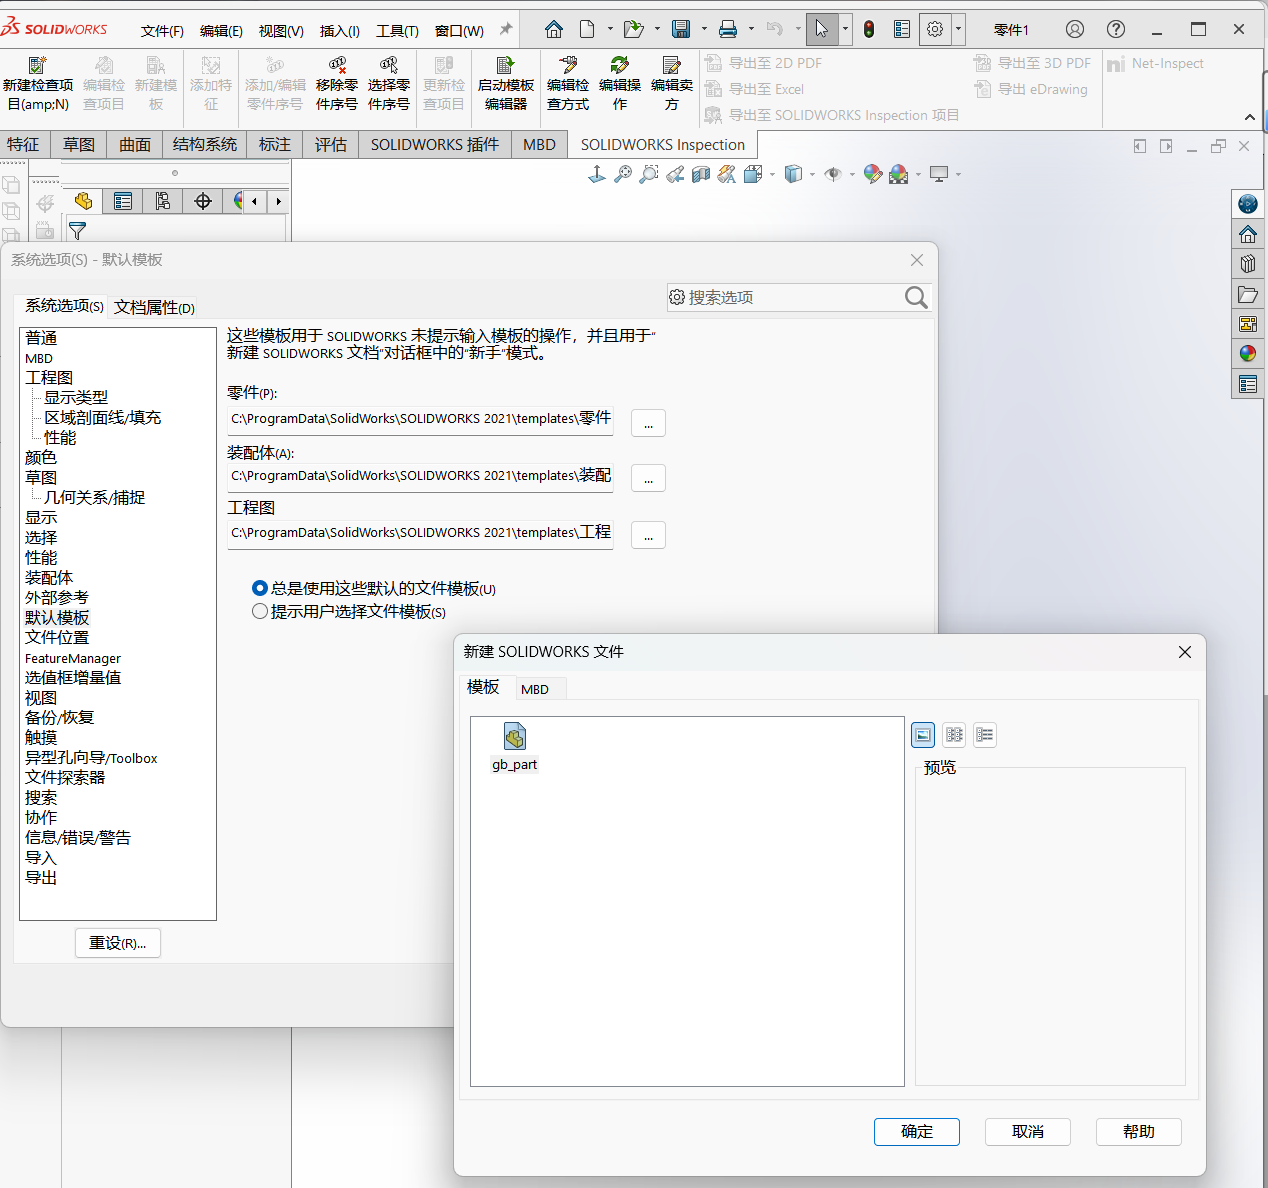 SOLIDWORKS
文件(F) 编辑(E) 视图(V) 插入(I) 工具(T) 窗口(W)
零件1
新建检查项目(amp;N)
编辑检查项目
新建模板
添加特征
添加/编辑零件序号
移除零件序号
选择零件序号
更新检查项目
启动模板编辑器
编辑检查方式
编辑操作
编辑卖方
导出至 2D PDF
导出至 Excel
导出至 SOLIDWORKS Inspection 项目
导出至 3D PDF
导出 eDrawing
Net-Inspect
特征 草图 曲面 结构系统 标注 评估 SOLIDWORKS 插件 MBD SOLIDWORKS Inspection
系统选项(S) - 默认模板
搜索选项
系统选项(S) 文档属性(D)
普通
MBD
工程图
显示类型
区域剖面线/填充
性能
颜色
草图
几何关系/捕捉
显示
选择
性能
装配体
外部参考
默认模板
文件位置
FeatureManager
选值框增量值
视图
备份/恢复
触摸
异型孔向导/Toolbox
文件探索器
搜索
协作
信息/错误/警告
导入
导出
重设(R)...
这些模板用于 SOLIDWORKS 未提示输入模板的操作，并且用于“
新建 SOLIDWORKS 文档”对话框中的“新手”模式。
零件(P):
C:\ProgramData\SolidWorks\SOLIDWORKS 2021\templates\零件 ...
装配体(A):
C:\ProgramData\SolidWorks\SOLIDWORKS 2021\templates\装配 ...
工程图
C:\ProgramData\SolidWorks\SOLIDWORKS 2021\templates\工程 ...
总是使用这些默认的文件模板(U)
提示用户选择文件模板(S)
新建 SOLIDWORKS 文件
模板 MBD
gb_part
预览
确定 取消 帮助